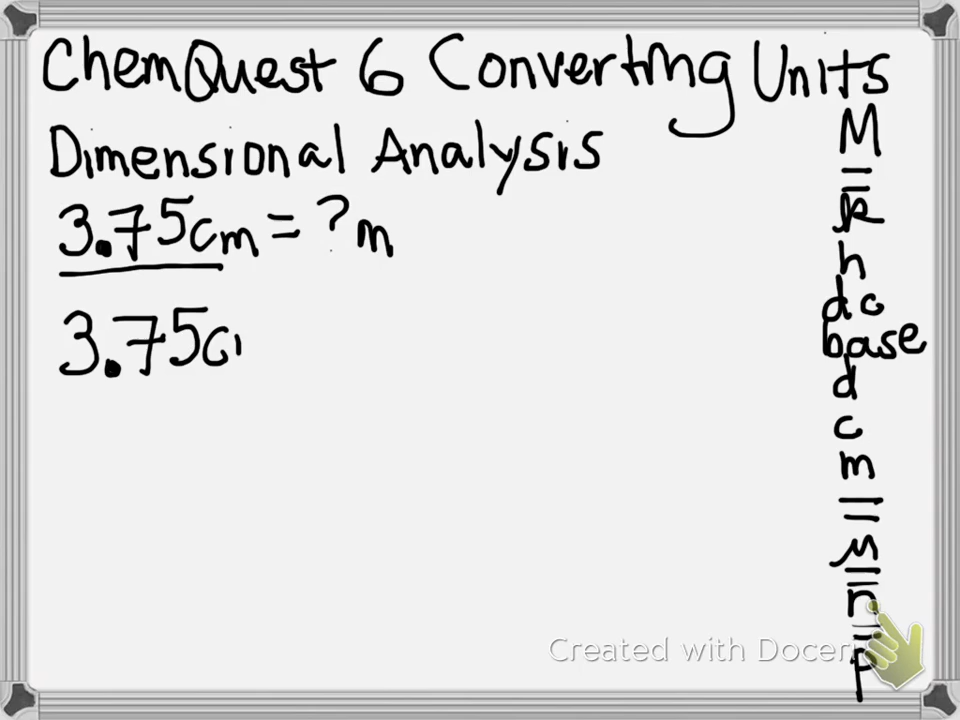 ChemQuest 6 Converting Units
Dimensional Analysis
3.75cm = ?m
3.75c
M
k
h
da
base
d
c
m
μ
n
p
Created with Doceri